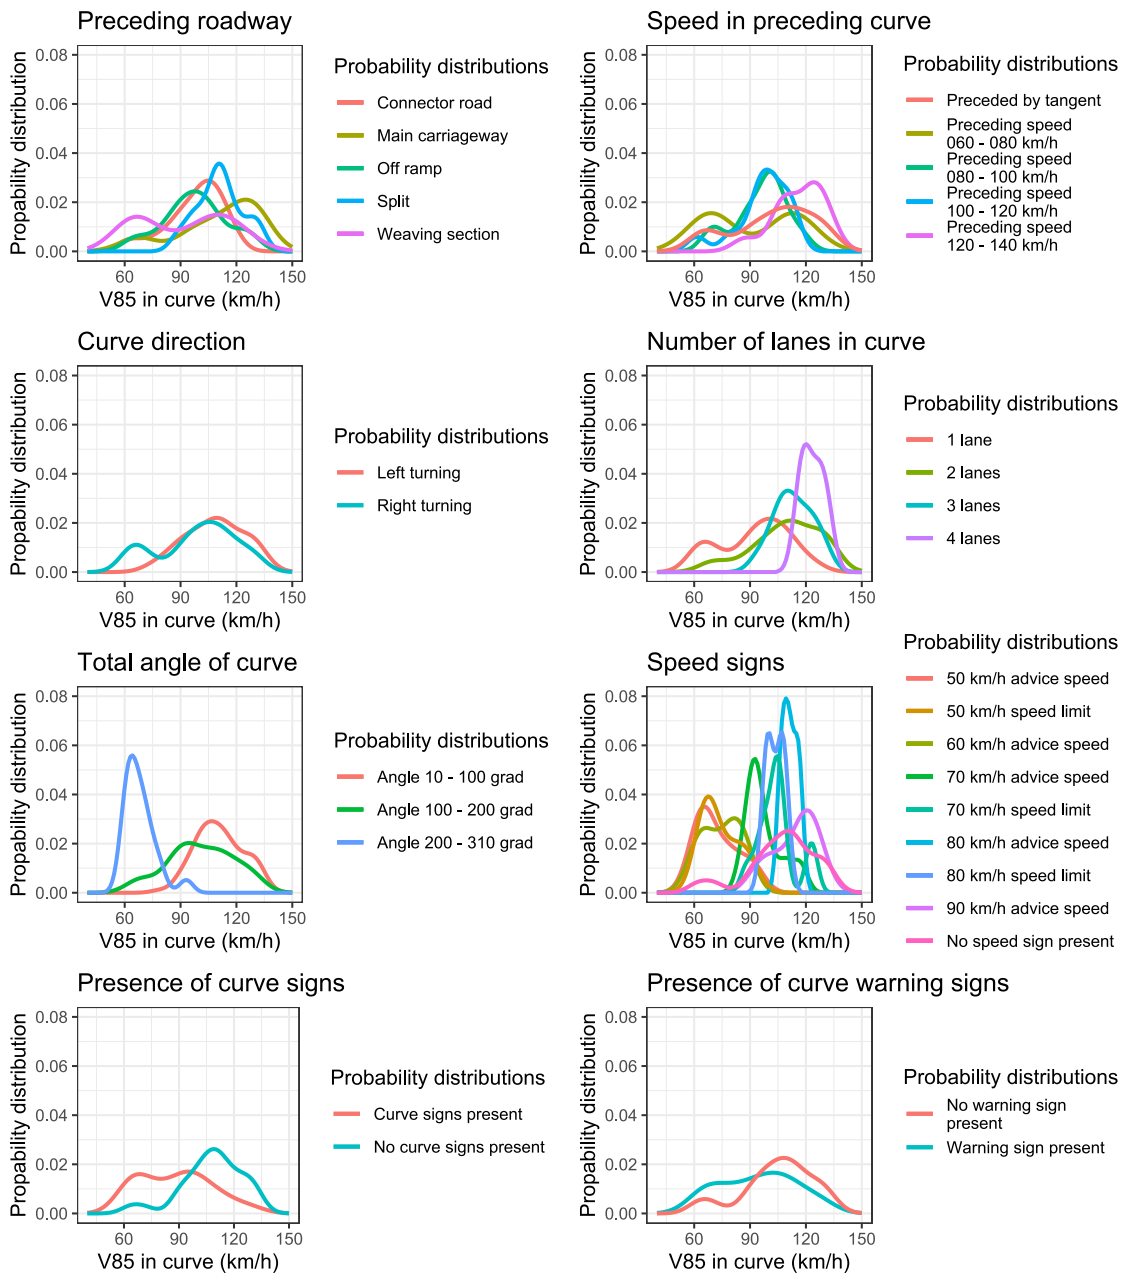 Preceding roadway
Propability distribution
0.08
0.06
0.04
0.02
0.00
60 90 120 150
V85 in curve (km/h)
Probability distributions
Connector road
Main carriageway
Off ramp
Split
Weaving section
Speed in preceding curve
Propability distribution
0.08
0.06
0.04
0.02
0.00
60 90 120 150
V85 in curve (km/h)
Probability distributions
Preceded by tangent
Preceding speed
060 - 080 km/h
Preceding speed
080 - 100 km/h
Preceding speed
100 - 120 km/h
Preceding speed
120 - 140 km/h
Curve direction
Propability distribution
0.08
0.06
0.04
0.02
0.00
60 90 120 150
V85 in curve (km/h)
Probability distributions
Left turning
Right turning
Number of lanes in curve
Propability distribution
0.08
0.06
0.04
0.02
0.00
60 90 120 150
V85 in curve (km/h)
Probability distributions
1 lane
2 lanes
3 lanes
4 lanes
Total angle of curve
Propability distribution
0.08
0.06
0.04
0.02
0.00
60 90 120 150
V85 in curve (km/h)
Probability distributions
Angle 10 - 100 grad
Angle 100 - 200 grad
Angle 200 - 310 grad
Speed signs
Propability distribution
0.08
0.06
0.04
0.02
0.00
60 90 120 150
V85 in curve (km/h)
Probability distributions
50 km/h advice speed
50 km/h speed limit
60 km/h advice speed
70 km/h advice speed
70 km/h speed limit
80 km/h advice speed
80 km/h speed limit
90 km/h advice speed
No speed sign present
Presence of curve signs
Propability distribution
0.08
0.06
0.04
0.02
0.00
60 90 120 150
V85 in curve (km/h)
Probability distributions
Curve signs present
No curve signs present
Presence of curve warning signs
Propability distribution
0.08
0.06
0.04
0.02
0.00
60 90 120 150
V85 in curve (km/h)
Probability distributions
No warning sign
present
Warning sign present